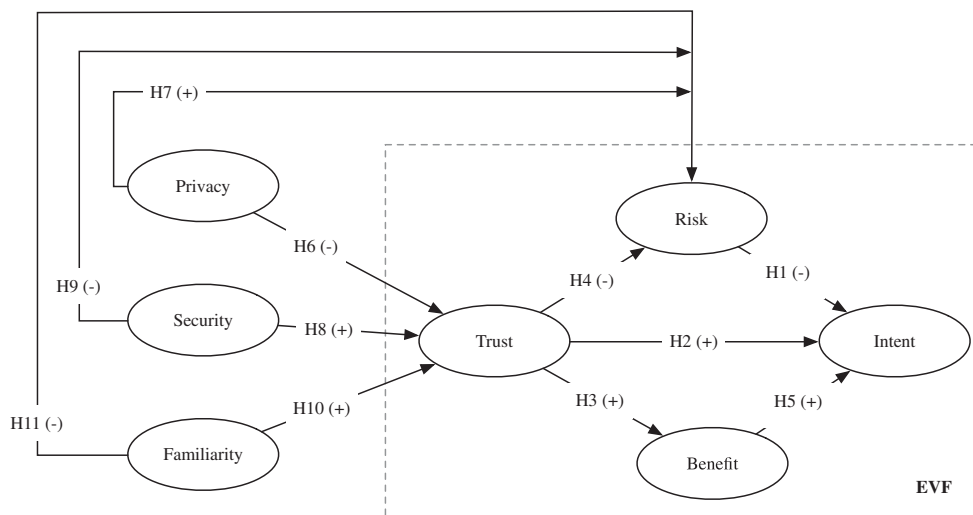 H7 (+)
Privacy
Risk
H6 (-)
H4 (-)
H1 (-)
H9 (-)
Security
H8 (+)
Trust
H2 (+)
Intent
H10 (+)
H3 (+)
H5 (+)
H11 (-)
Familiarity
Benefit
EVF